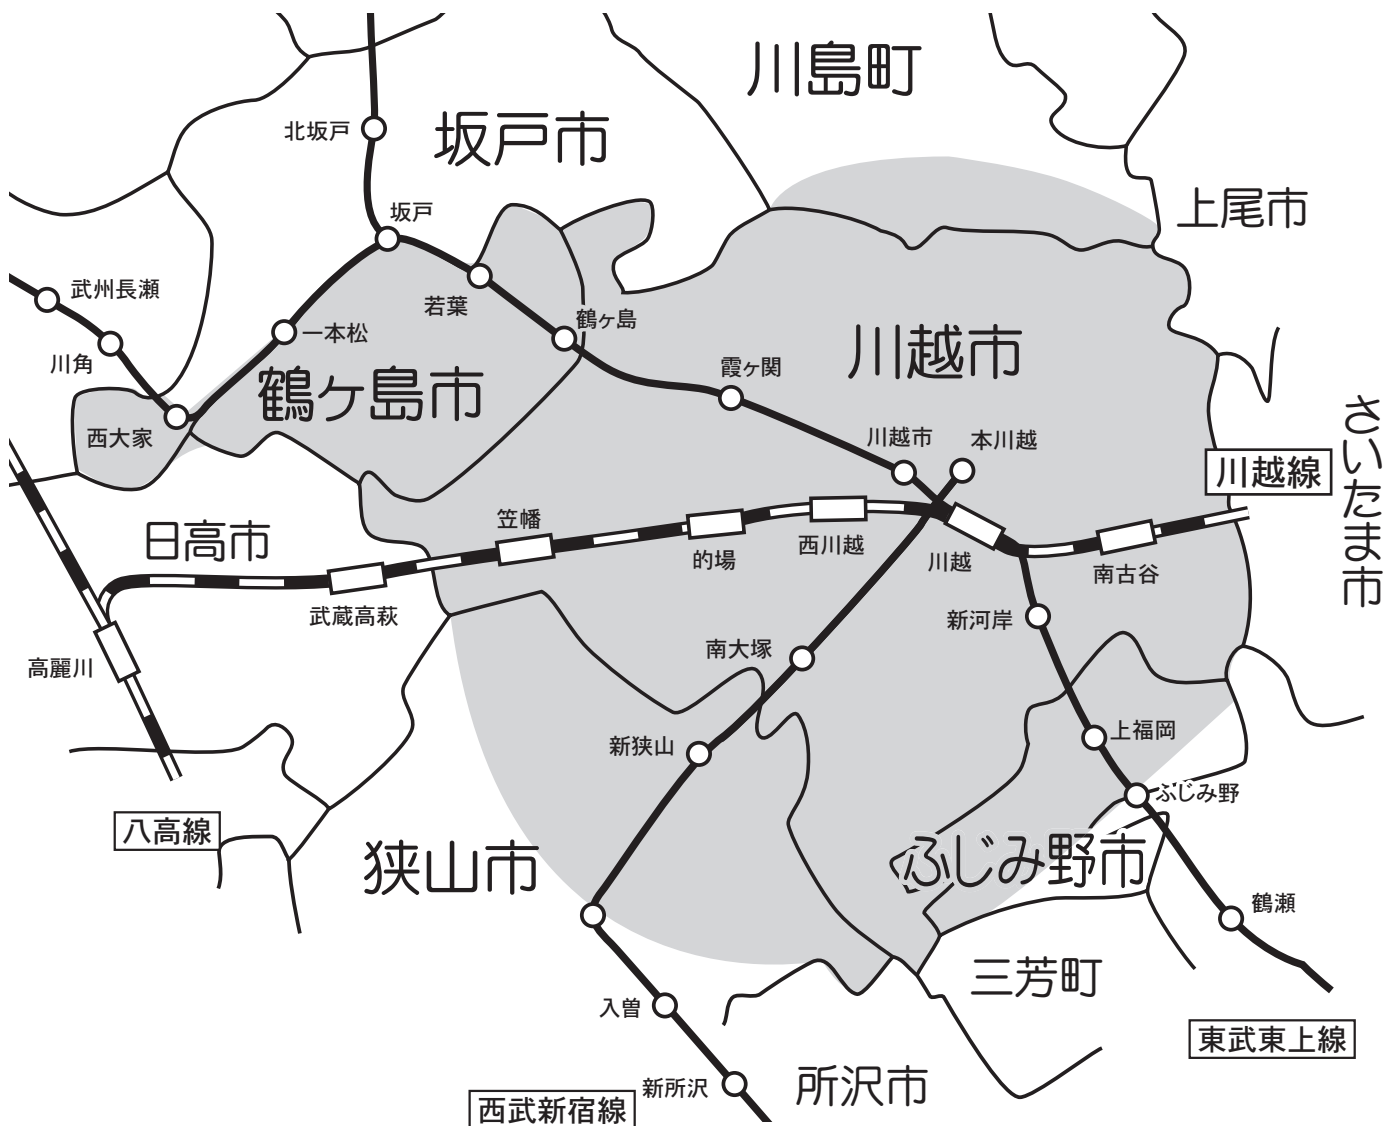 川島町
坂戸市
北坂戸
上尾市
坂戸
武州長瀬
若葉
鶴ヶ島
一本松
川角
川越市
霞ヶ関
鶴ヶ島市
西大家
川越市
本川越
川越線
さいたま市
日高市
笠幡
的場
西川越
川越
南古谷
武蔵高萩
新河岸
高麗川
南大塚
新狭山
上福岡
ふじみ野
八高線
狭山市
ふじみ野市
鶴瀬
三芳町
入曽
東武東上線
所沢市
新所沢
西武新宿線